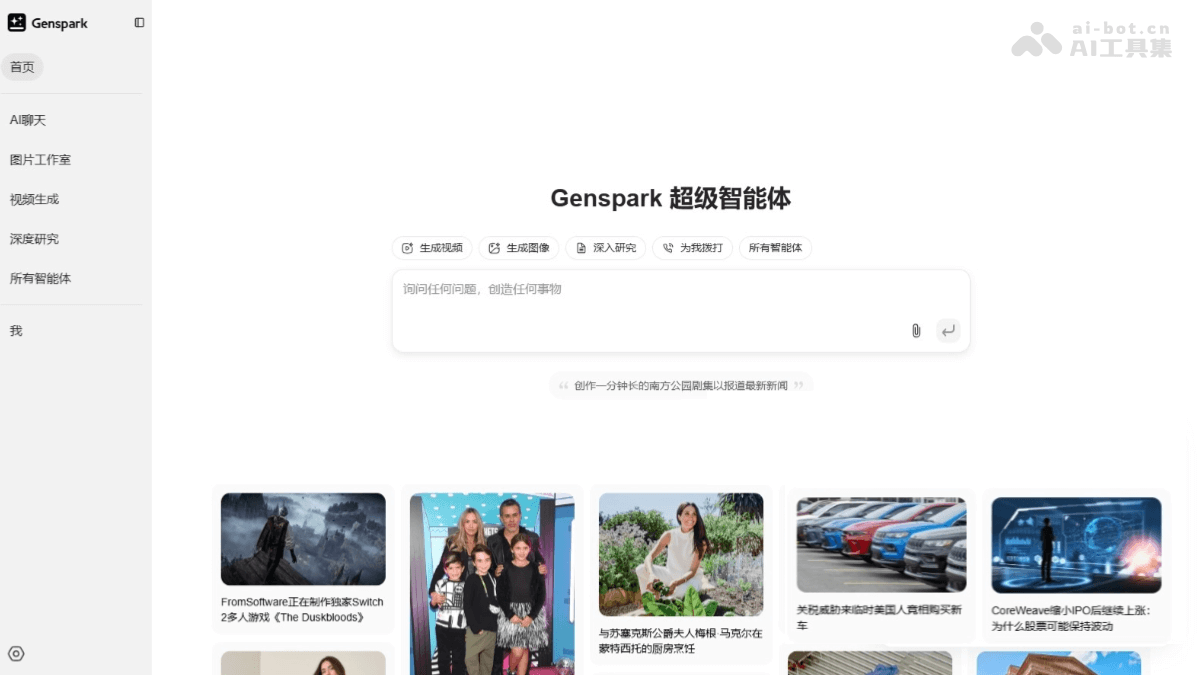 Genspark
首页
AI聊天
图片工作室
视频生成
深度研究
所有智能体
我
ai-bot.cn
AI工具集
Genspark 超级智能体
生成视频
生成图像
深入研究
为我拨打
所有智能体
询问任何问题，创造任何事物
“ 创作一分钟长的南方公园剧集以报道最新新闻 ”
FromSoftware正在制作独家Switch
2多人游戏《The Duskbloods》
与苏塞克斯公爵夫人梅根·马克尔在
蒙特西托的厨房烹饪
关税威胁来临时美国人竞相购买新
车
CoreWeave缩小IPO后继续上涨：
为什么股票可能保持波动